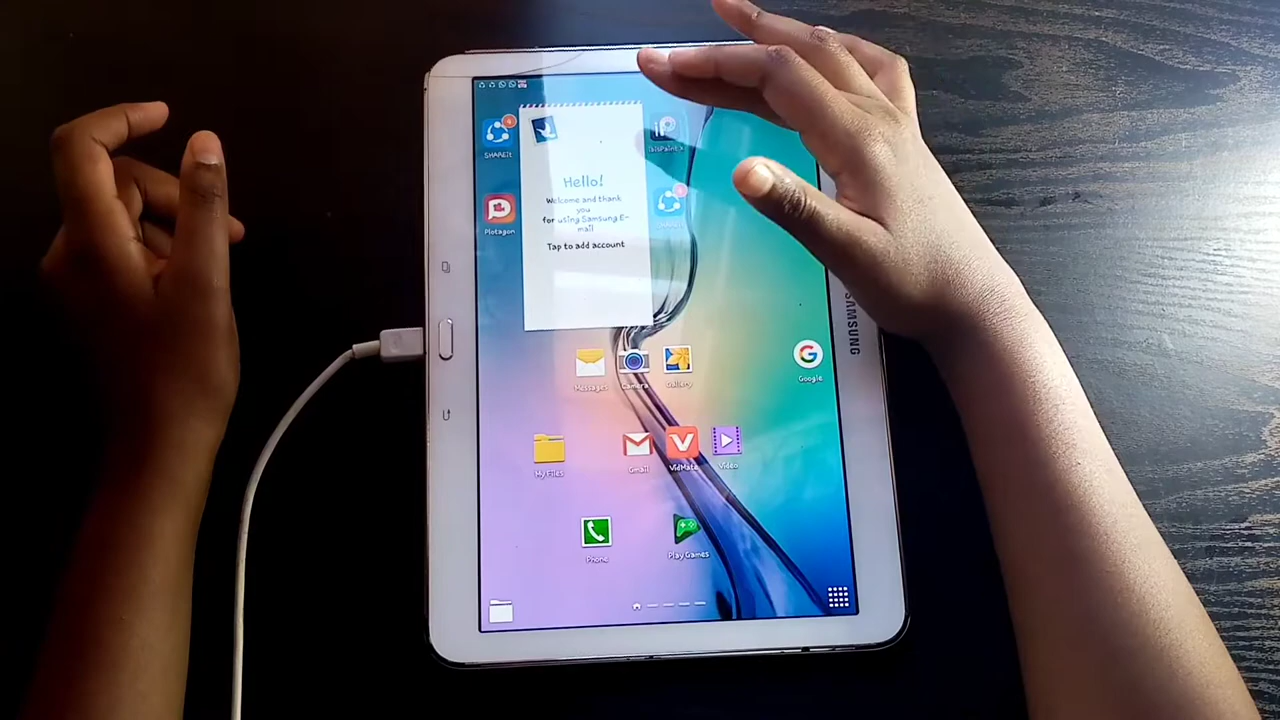 4
SHAREit
ibisPaint X
Plotagon
Hello!
Welcome and thank
you
for using Samsung E-
mail
Tap to add account
SAMSUNG
Messages
Camera
Gallery
Google
My Files
Gmail
VidMate
Video
Phone
Play Games